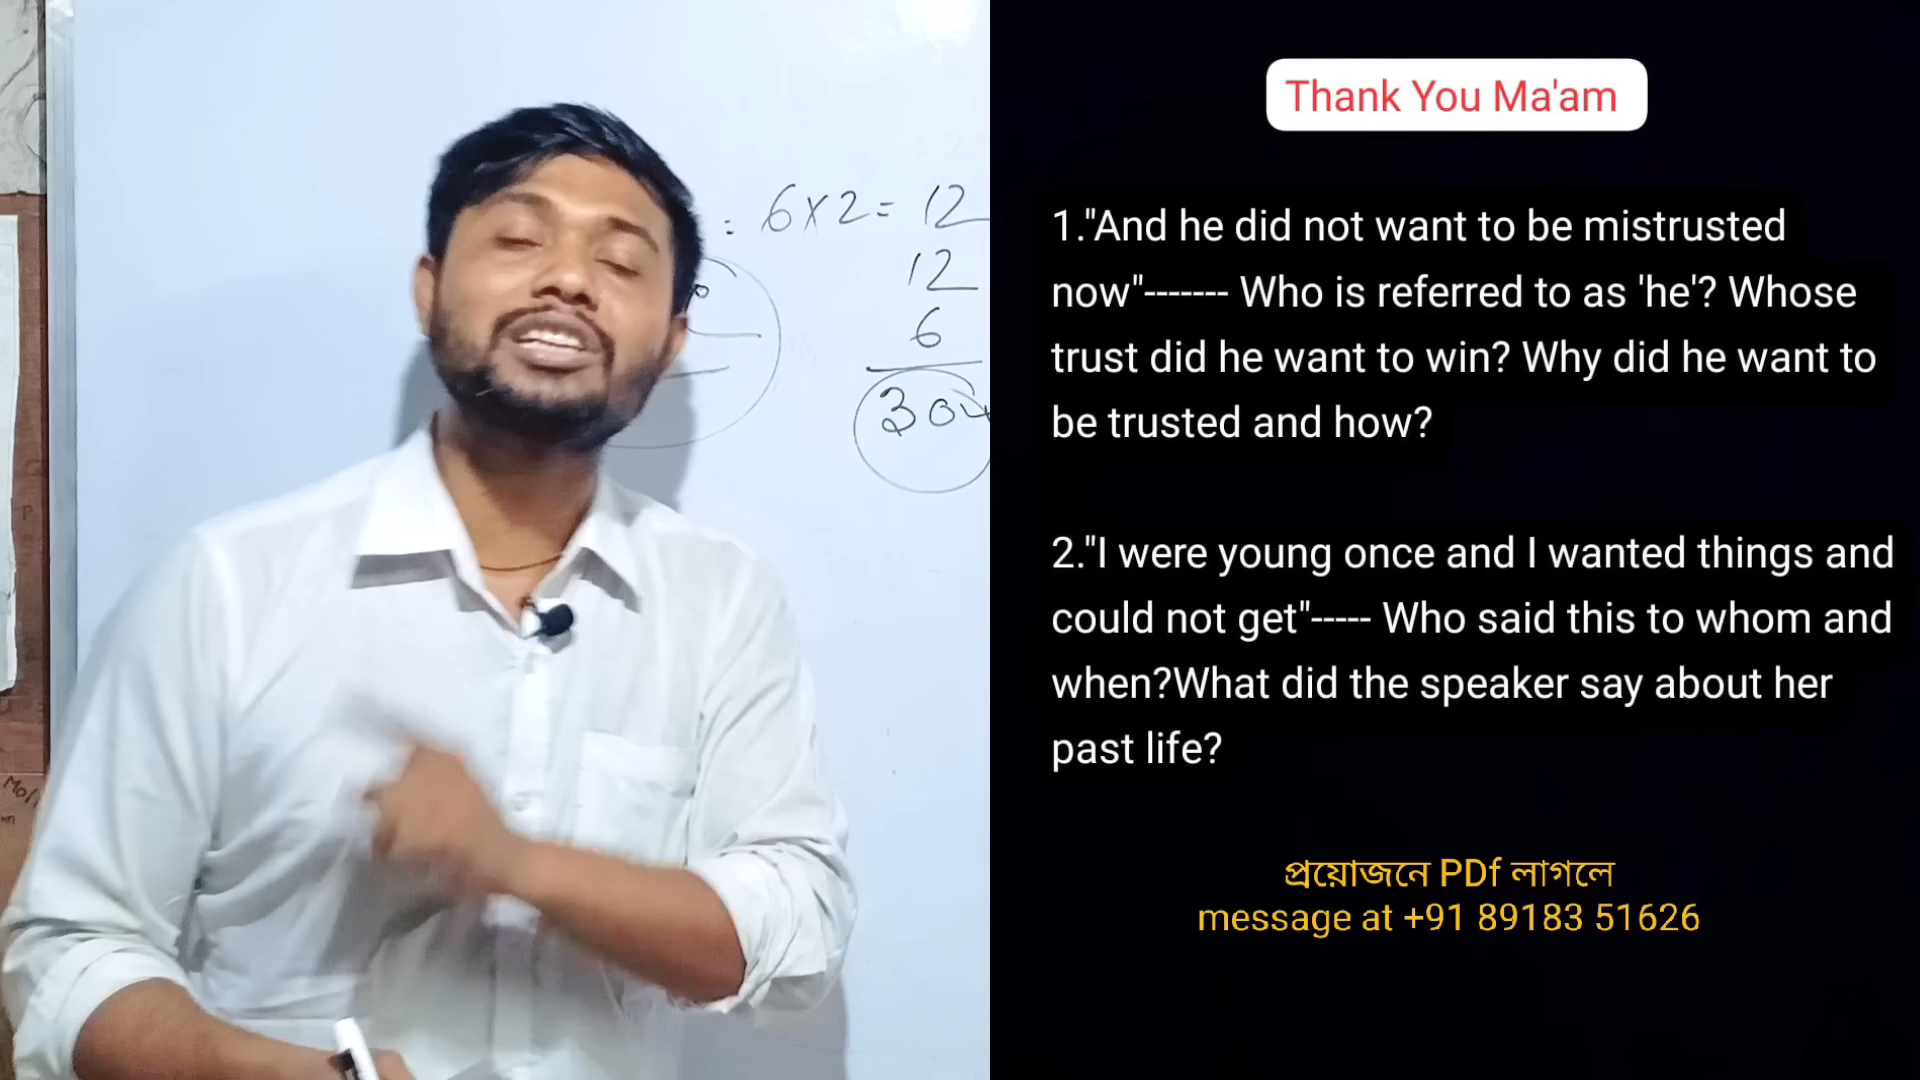 : 6x2= 12
12
6
304
Thank You Ma'am
1."And he did not want to be mistrusted
now"------- Who is referred to as 'he'? Whose
trust did he want to win? Why did he want to
be trusted and how?
2."I were young once and I wanted things and
could not get"----- Who said this to whom and
when?What did the speaker say about her
past life?
প্রয়োজনে PDf লাগলে
message at +91 89183 51626